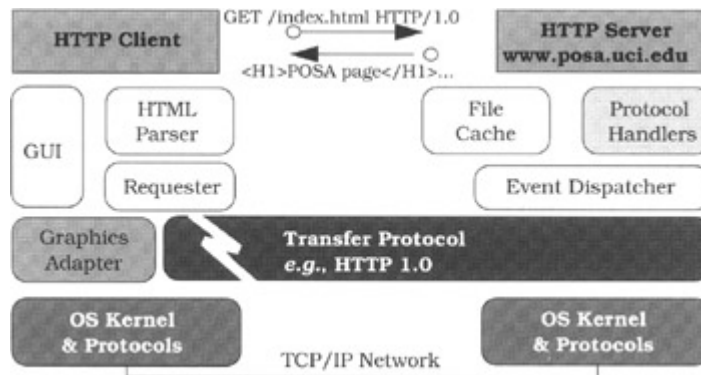 GET /index.html HTTP/1.0
HTTP Client
HTTP Server
www.posa.uci.edu
<H1>POSA page</H1>...
GUI
HTML
Parser
File
Cache
Protocol
Handlers
Requester
Event Dispatcher
Graphics
Adapter
Transfer Protocol
e.g., HTTP 1.0
OS Kernel
& Protocols
OS Kernel
& Protocols
TCP/IP Network